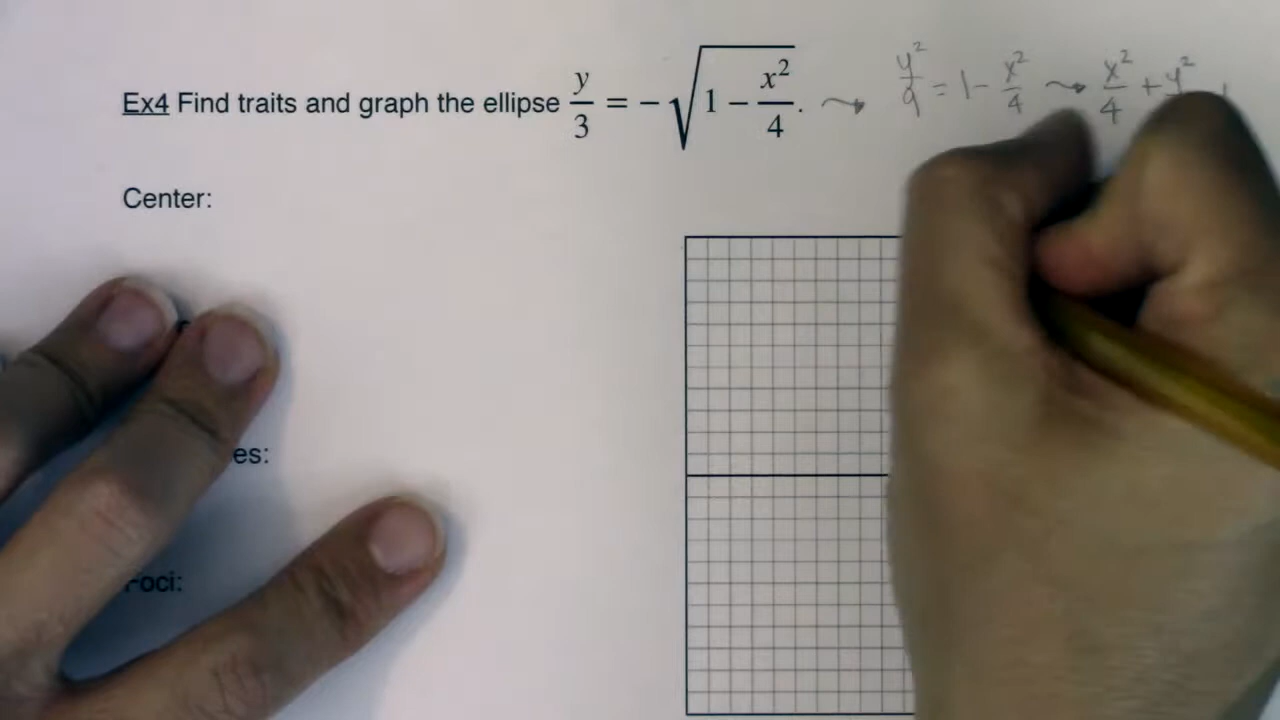 Ex4 Find traits and graph the ellipse y/3 = −√(1 − x²/4). ⇝ y²/9 = 1 − x²/4 ⇝ x²/4 + y²
Center:
es:
Foci: